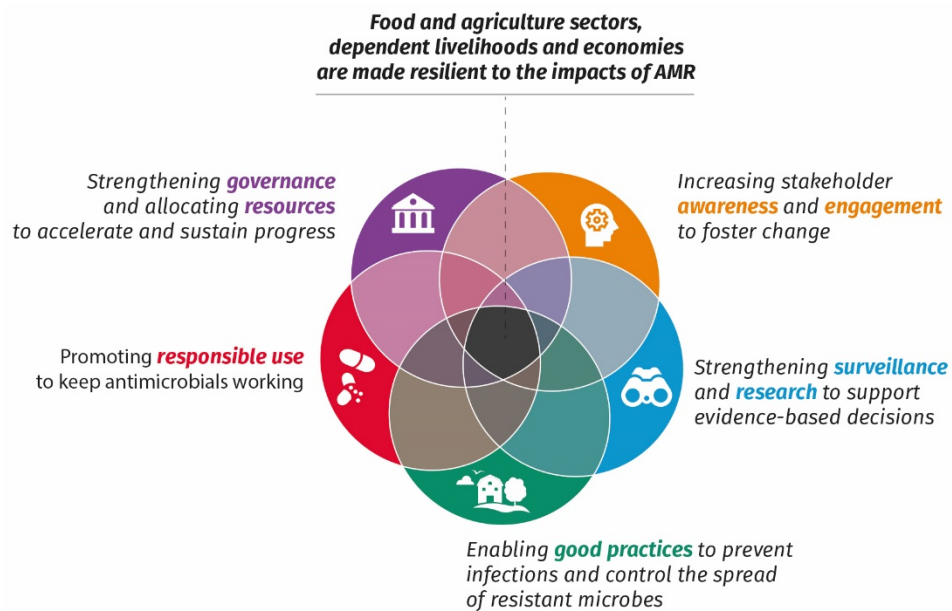 Food and agriculture sectors,
dependent livelihoods and economies
are made resilient to the impacts of AMR
Strengthening governance
and allocating resources
to accelerate and sustain progress
Increasing stakeholder
awareness and engagement
to foster change
Promoting responsible use
to keep antimicrobials working
Strengthening surveillance
and research to support
evidence-based decisions
Enabling good practices to prevent
infections and control the spread
of resistant microbes